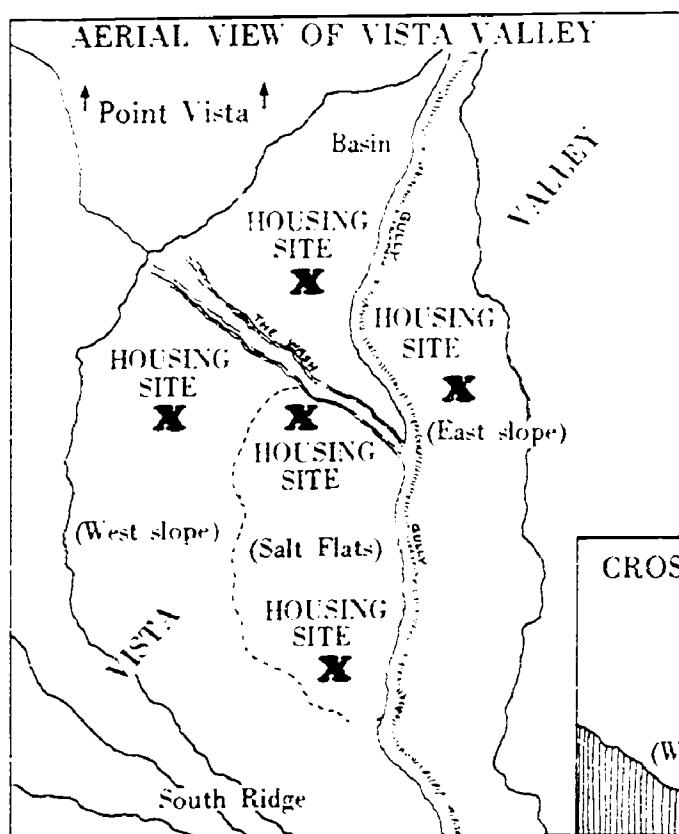 AERIAL VIEW OF VISTA VALLEY
Point Vista
Basin
VALLEY
GULLY
HOUSING
SITE
X
THE WASH
HOUSING
SITE
X
HOUSING
SITE
X
X
HOUSING
SITE
(East slope)
(West slope)
(Salt Flats)
GULLY
HOUSING
SITE
X
VISTA
South Ridge
CROS
(W